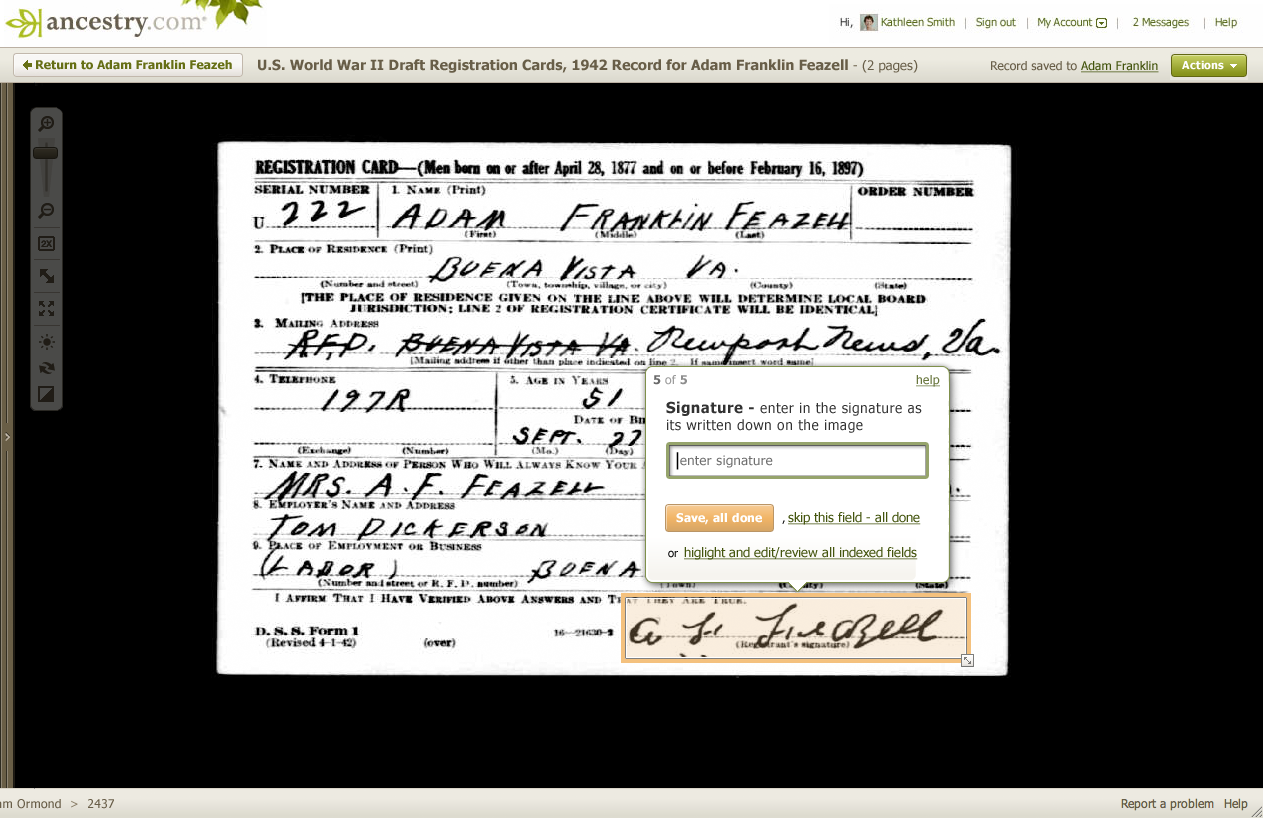 ancestry.com
Hi, Kathleen Smith | Sign out | My Account | 2 Messages | Help
Return to Adam Franklin Feazeh
U.S. World War II Draft Registration Cards, 1942 Record for Adam Franklin Feazell - (2 pages)
Record saved to Adam Franklin
Actions
REGISTRATION CARD—(Men born on or after April 28, 1877 and on or before February 16, 1897)
SERIAL NUMBER
1. NAME (Print)
ORDER NUMBER
U 222
ADAM FRANKLIN FEAZELL
(First) (Middle) (Last)
2. PLACE OF RESIDENCE (Print)
BUENA VISTA VA.
(Number and street) (Town, township, village, or city) (County) (State)
[THE PLACE OF RESIDENCE GIVEN ON THE LINE ABOVE WILL DETERMINE LOCAL BOARD
JURISDICTION; LINE 2 OF REGISTRATION CERTIFICATE WILL BE IDENTICAL]
3. MAILING ADDRESS
R.F.D. BUENA VISTA VA. Newport News, Va.
[Mailing address if other than place indicated on line 2. If same insert word same]
4. TELEPHONE
5. AGE IN YEARS
197R
51
DATE OF BI
SEPT. 27
(Exchange) (Number)
(Mo.) (Day)
7. NAME AND ADDRESS OF PERSON WHO WILL ALWAYS KNOW YOUR
MRS. A. F. FEAZELL
8. EMPLOYER'S NAME AND ADDRESS
TOM DICKERSON
9. PLACE OF EMPLOYMENT OR BUSINESS
(LABOR) BUENA
(Number and street or R. F. D. number) (Town) (County) (State)
I AFFIRM THAT I HAVE VERIFIED ABOVE ANSWERS AND THAT THEY ARE TRUE.
D. S. S. Form 1
(Revised 4-1-42) (over)
16—21630-2
A F Feazell
(Registrant's signature)
5 of 5
help
Signature - enter in the signature as
its written down on the image
enter signature
Save, all done , skip this field - all done
or higlight and edit/review all indexed fields
2X
am Ormond > 2437
Report a problem Help